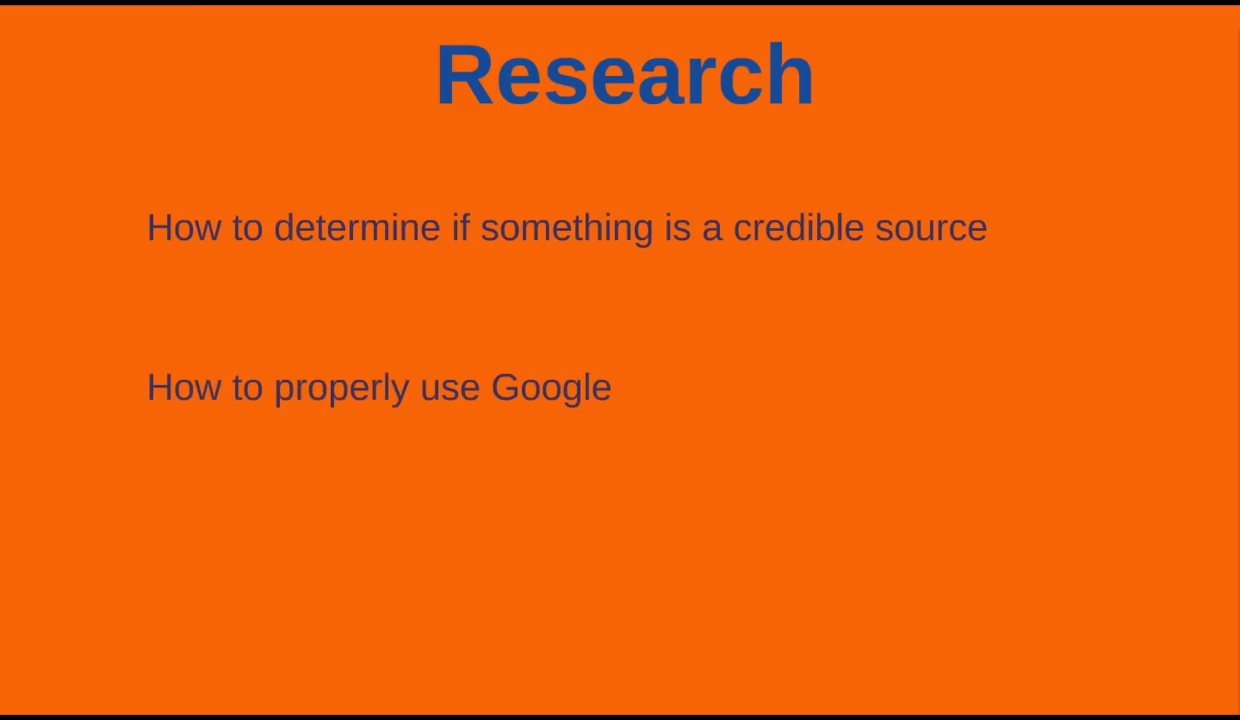 Research
How to determine if something is a credible source
How to properly use Google